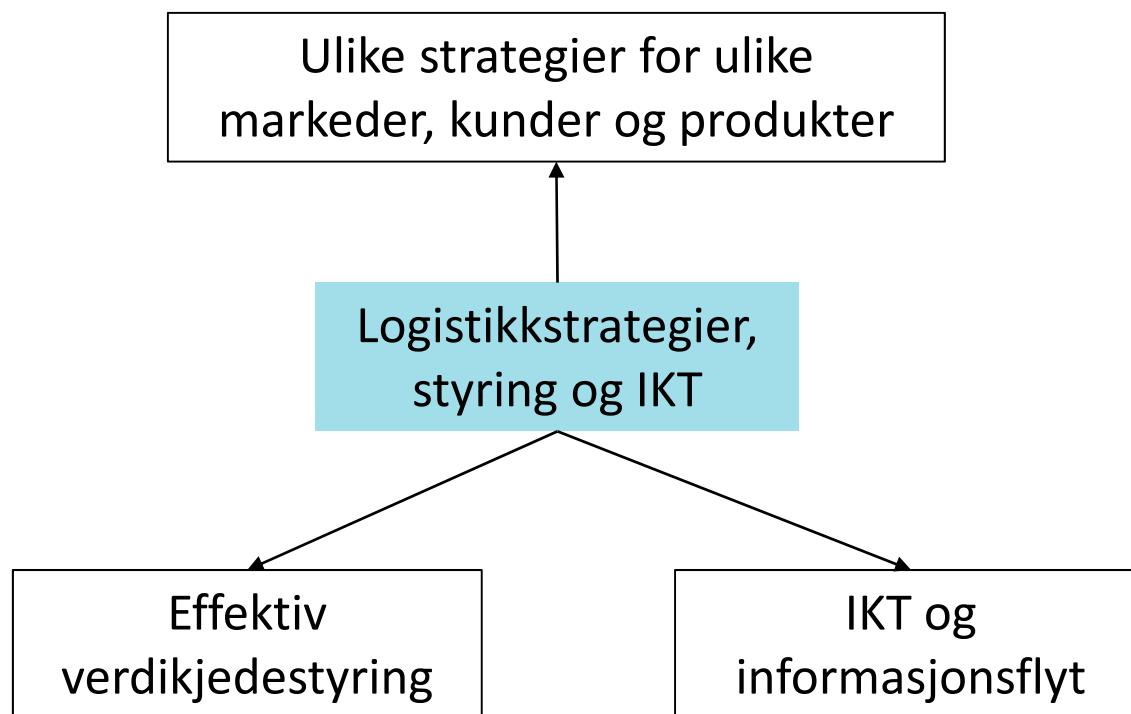 Ulike strategier for ulike
markeder, kunder og produkter
Logistikkstrategier,
styring og IKT
Effektiv
verdikjedestyring
IKT og
informasjonsflyt